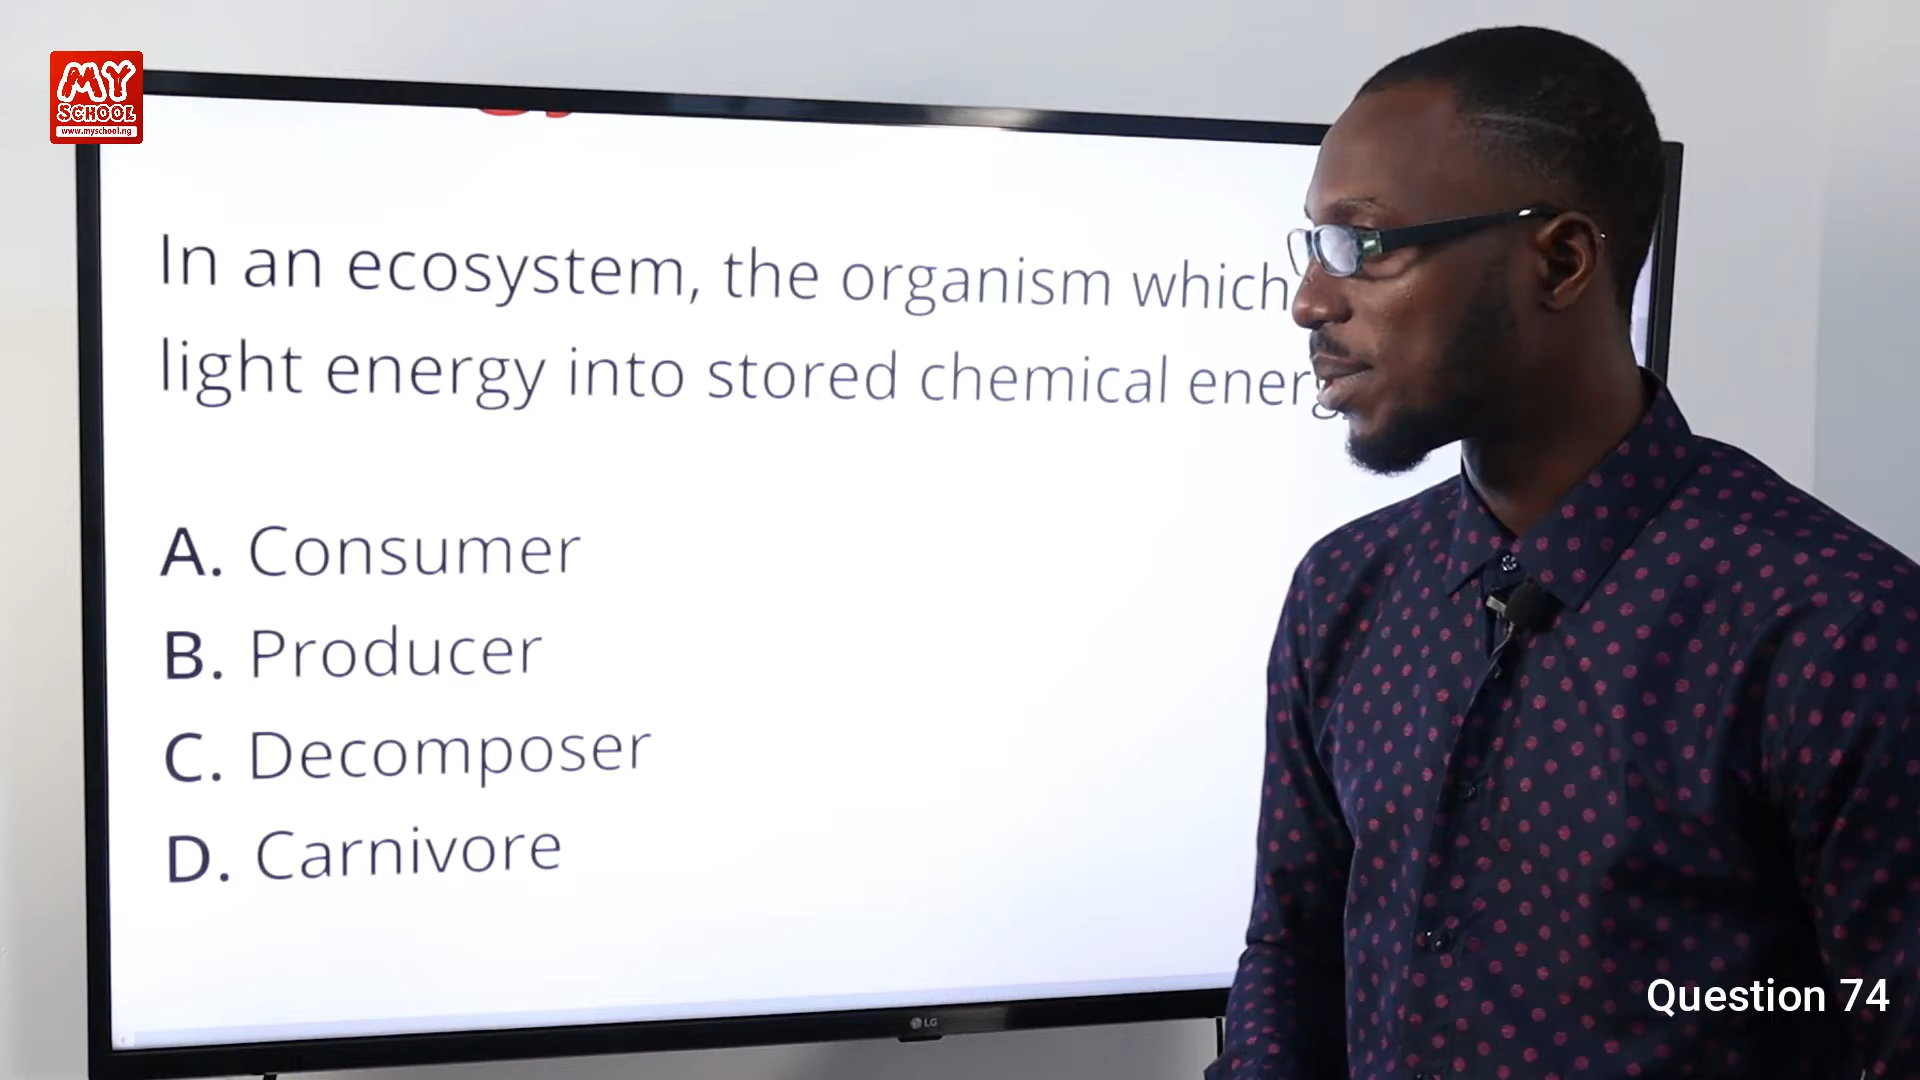 MY
SCHOOL
www.myschool.ng
In an ecosystem, the organism which
light energy into stored chemical
A. Consumer
B. Producer
C. Decomposer
D. Carnivore
LG
Question 74